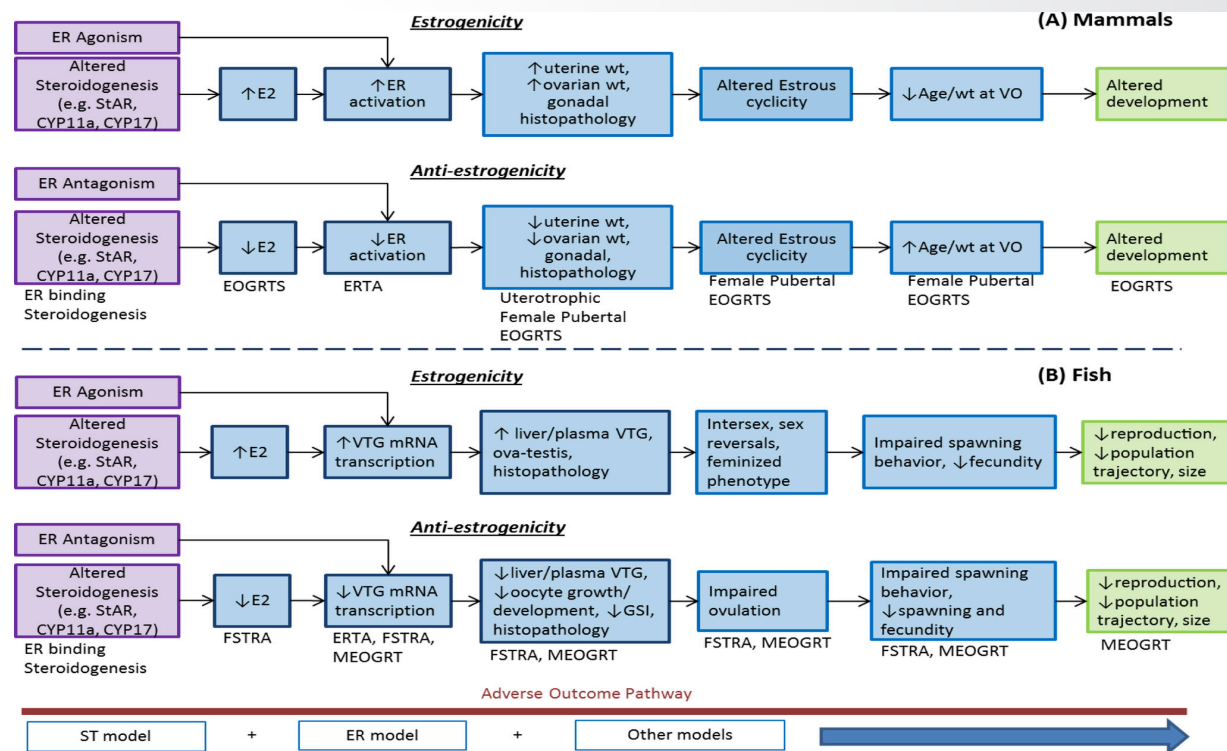 Estrogenicity
(A) Mammals
ER Agonism
Altered
Steroidogenesis
(e.g. StAR,
CYP11a, CYP17)
↑E2
↑ER
activation
↑uterine wt,
↑ovarian wt,
gonadal
histopathology
Altered Estrous
cyclicity
↓Age/wt at VO
Altered
development
Anti-estrogenicity
ER Antagonism
Altered
Steroidogenesis
(e.g. StAR,
CYP11a, CYP17)
ER binding
Steroidogenesis
↓E2
EOGRTS
↓ER
activation
ERTA
↓uterine wt,
↓ovarian wt,
gonadal,
histopathology
Uterotrophic
Female Pubertal
EOGRTS
Altered Estrous
cyclicity
Female Pubertal
EOGRTS
↑Age/wt at VO
Female Pubertal
EOGRTS
Altered
development
EOGRTS
Estrogenicity
(B) Fish
ER Agonism
Altered
Steroidogenesis
(e.g. StAR,
CYP11a, CYP17)
↑E2
↑VTG mRNA
transcription
↑ liver/plasma VTG,
ova-testis,
histopathology
Intersex, sex
reversals,
feminized
phenotype
Impaired spawning
behavior, ↓fecundity
↓reproduction,
↓population
trajectory, size
Anti-estrogenicity
ER Antagonism
Altered
Steroidogenesis
(e.g. StAR,
CYP11a, CYP17)
ER binding
Steroidogenesis
↓E2
FSTRA
↓VTG mRNA
transcription
ERTA, FSTRA,
MEOGRT
↓liver/plasma VTG,
↓oocyte growth/
development, ↓GSI,
histopathology
FSTRA, MEOGRT
Impaired
ovulation
FSTRA, MEOGRT
Impaired spawning
behavior,
↓spawning and
fecundity
FSTRA, MEOGRT
↓reproduction,
↓population
trajectory, size
MEOGRT
Adverse Outcome Pathway
ST model + ER model + Other models